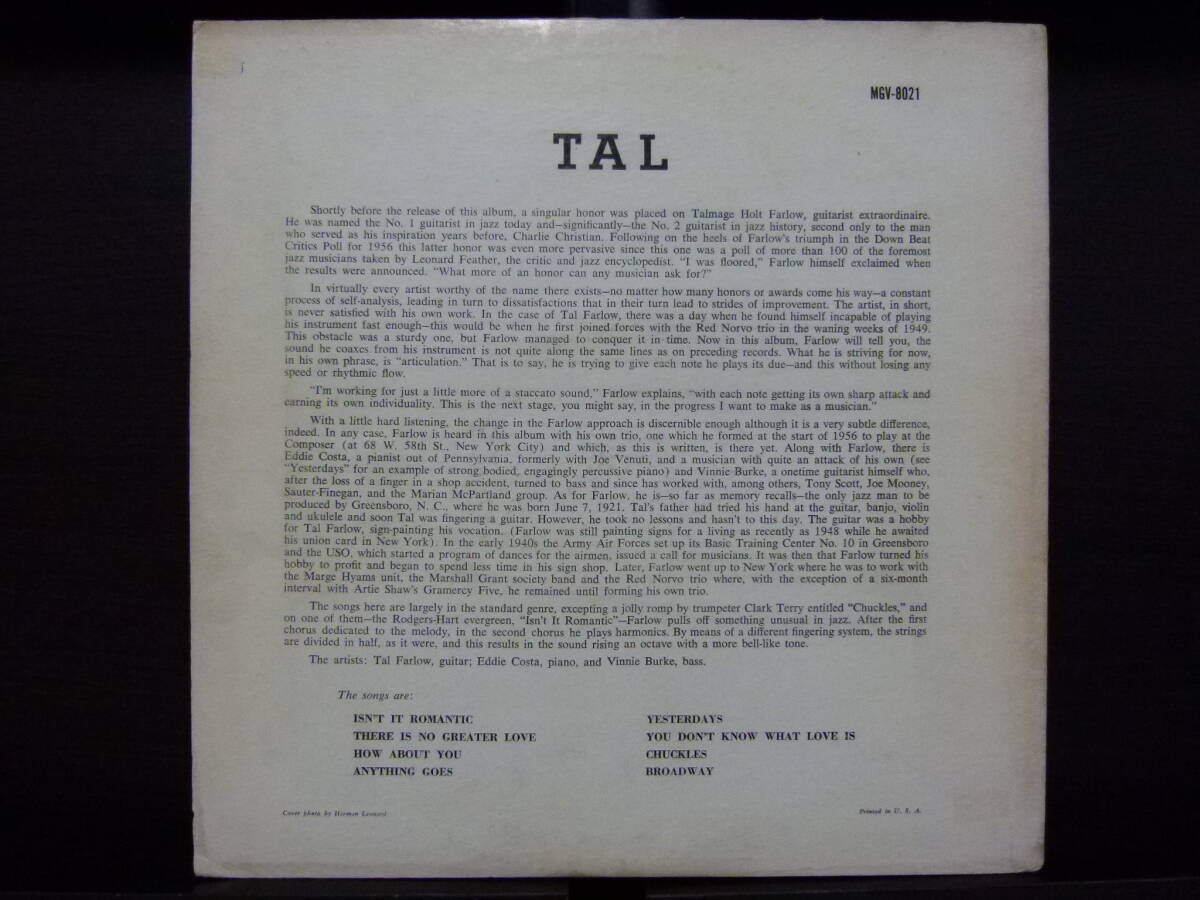 MGV-8021
TAL
Shortly before the release of this album, a singular honor was placed on Talmage Holt Farlow, guitarist extraordinaire.
He was named the No. 1 guitarist in jazz today and—significantly—the No. 2 guitarist in jazz history, second only to the man
who served as his inspiration years before, Charlie Christian. Following on the heels of Farlow's triumph in the Down Beat
Critics Poll for 1956 this latter honor was even more pervasive since this one was a poll of more than 100 of the foremost
jazz musicians taken by Leonard Feather, the critic and jazz encyclopedist. "I was floored," Farlow himself exclaimed when
the results were announced. "What more of an honor can any musician ask for?"
In virtually every artist worthy of the name there exists—no matter how many honors or awards come his way—a constant
process of self-analysis, leading in turn to dissatisfactions that in their turn lead to strides of improvement. The artist, in short,
is never satisfied with his own work. In the case of Tal Farlow, there was a day when he found himself incapable of playing
his instrument fast enough—this would be when he first joined forces with the Red Norvo trio in the waning weeks of 1949.
This obstacle was a sturdy one, but Farlow managed to conquer it in time. Now in this album, Farlow will tell you, the
sound he coaxes from his instrument is not quite along the same lines as on preceding records. What he is striving for now,
in his own phrase, is "articulation." That is to say, he is trying to give each note he plays its due—and this without losing any
speed or rhythmic flow.
"I'm working for just a little more of a staccato sound," Farlow explains, "with each note getting its own sharp attack and
earning its own individuality. This is the next stage, you might say, in the progress I want to make as a musician."
With a little hard listening, the change in the Farlow approach is discernible enough although it is a very subtle difference,
indeed. In any case, Farlow is heard in this album with his own trio, one which he formed at the start of 1956 to play at the
Composer (at 68 W. 58th St., New York City) and which, as this is written, is there yet. Along with Farlow, there is
Eddie Costa, a pianist out of Pennsylvania, formerly with Joe Venuti, and a musician with quite an attack of his own (see
"Yesterdays" for an example of strong bodied, engagingly percussive piano) and Vinnie Burke, a onetime guitarist himself who,
after the loss of a finger in a shop accident, turned to bass and since has worked with, among others, Tony Scott, Joe Mooney,
Sauter-Finegan, and the Marian McPartland group. As for Farlow, he is—so far as memory recalls—the only jazz man to be
produced by Greensboro, N. C., where he was born June 7, 1921. Tal's father had tried his hand at the guitar, banjo, violin
and ukulele and soon Tal was fingering a guitar. However, he took no lessons and hasn't to this day. The guitar was a hobby
for Tal Farlow, sign-painting his vocation. (Farlow was still painting signs for a living as recently as 1948 while he awaited
his union card in New York). In the early 1940s the Army Air Forces set up its Basic Training Center No. 10 in Greensboro
and the USO, which started a program of dances for the airmen, issued a call for musicians. It was then that Farlow turned his
hobby to profit and began to spend less time in his sign shop. Later, Farlow went up to New York where he was to work with
the Marge Hyams unit, the Marshall Grant society band and the Red Norvo trio where, with the exception of a six-month
interval with Artie Shaw's Gramercy Five, he remained until forming his own trio.
The songs here are largely in the standard genre, excepting a jolly romp by trumpeter Clark Terry entitled "Chuckles," and
on one of them—the Rodgers-Hart evergreen, "Isn't It Romantic"—Farlow pulls off something unusual in jazz. After the first
chorus dedicated to the melody, in the second chorus he plays harmonics. By means of a different fingering system, the strings
are divided in half, as it were, and this results in the sound rising an octave with a more bell-like tone.
The artists: Tal Farlow, guitar; Eddie Costa, piano, and Vinnie Burke, bass.
The songs are:
ISN'T IT ROMANTIC
THERE IS NO GREATER LOVE
HOW ABOUT YOU
ANYTHING GOES
YESTERDAYS
YOU DON'T KNOW WHAT LOVE IS
CHUCKLES
BROADWAY
Cover photo by Herman Leonard
Printed in U. S. A.